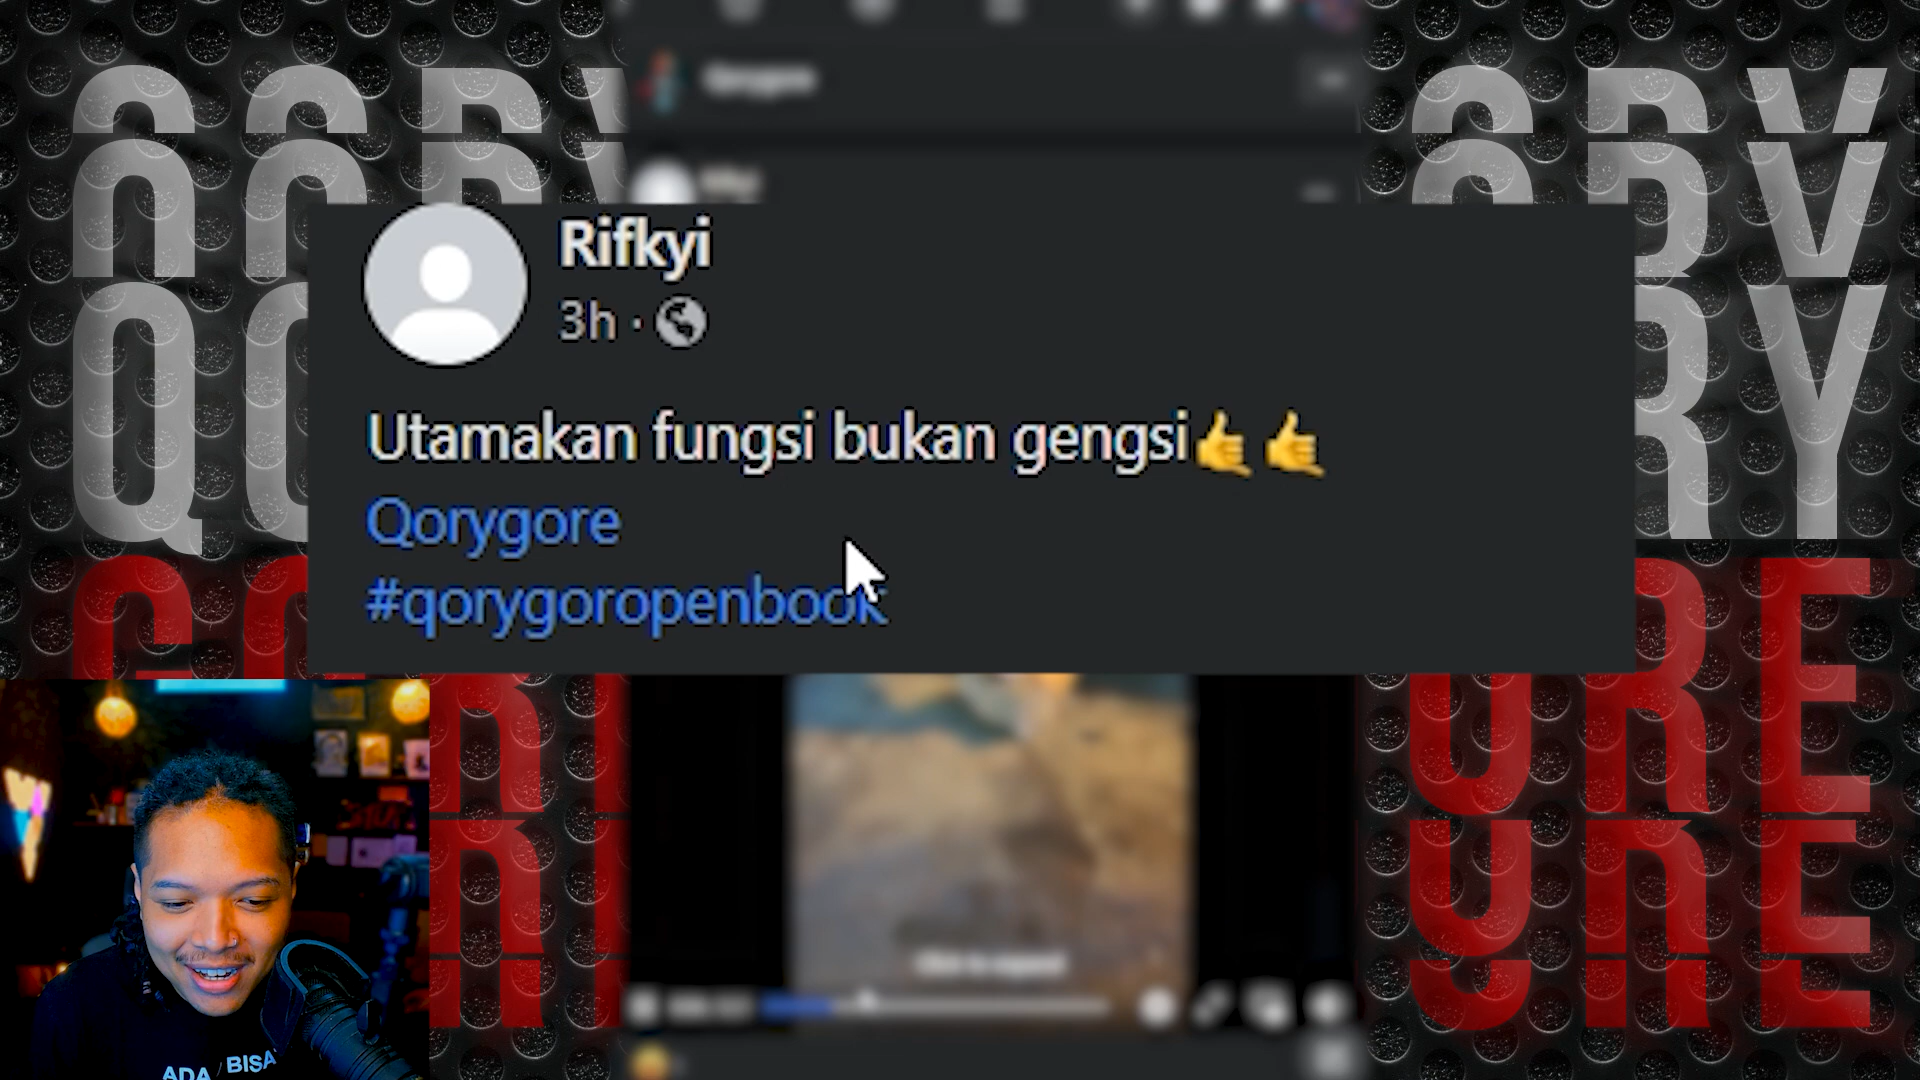 Rifkyi
3h ·
Utamakan fungsi bukan gengsi🤙🤙
Qorygore
#qorygoropenbook
ADA / BISA